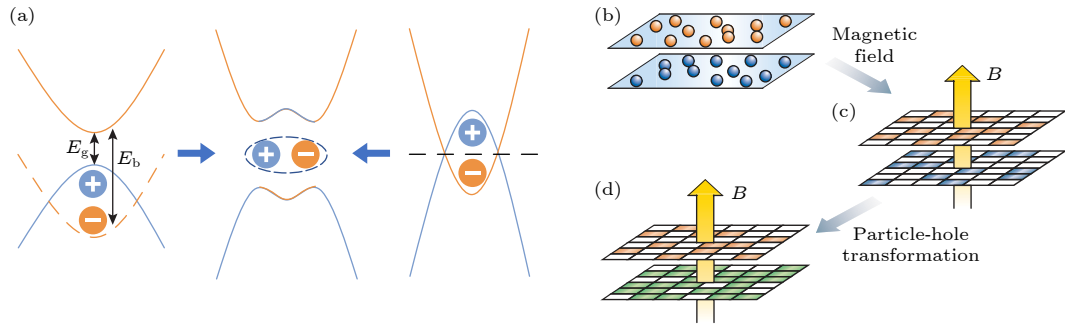 (a)
E_g
E_b
+
−
+
−
+
−
(b)
Magnetic
field
B
(c)
(d)
B
Particle-hole
transformation